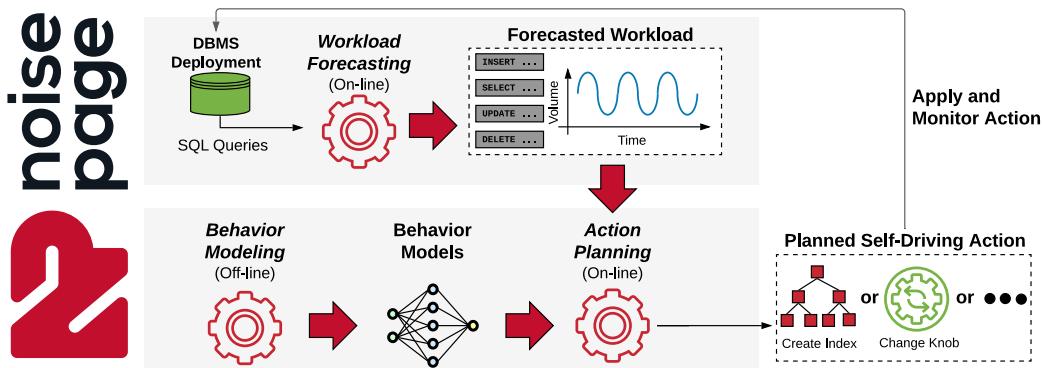 noise
page
DBMS
Deployment
SQL Queries
Workload
Forecasting
(On-line)
Forecasted Workload
INSERT ...
SELECT ...
UPDATE ...
DELETE ...
Volume
Time
Apply and
Monitor Action
Behavior
Modeling
(Off-line)
Behavior
Models
Action
Planning
(On-line)
Planned Self-Driving Action
or
or
Create Index
Change Knob